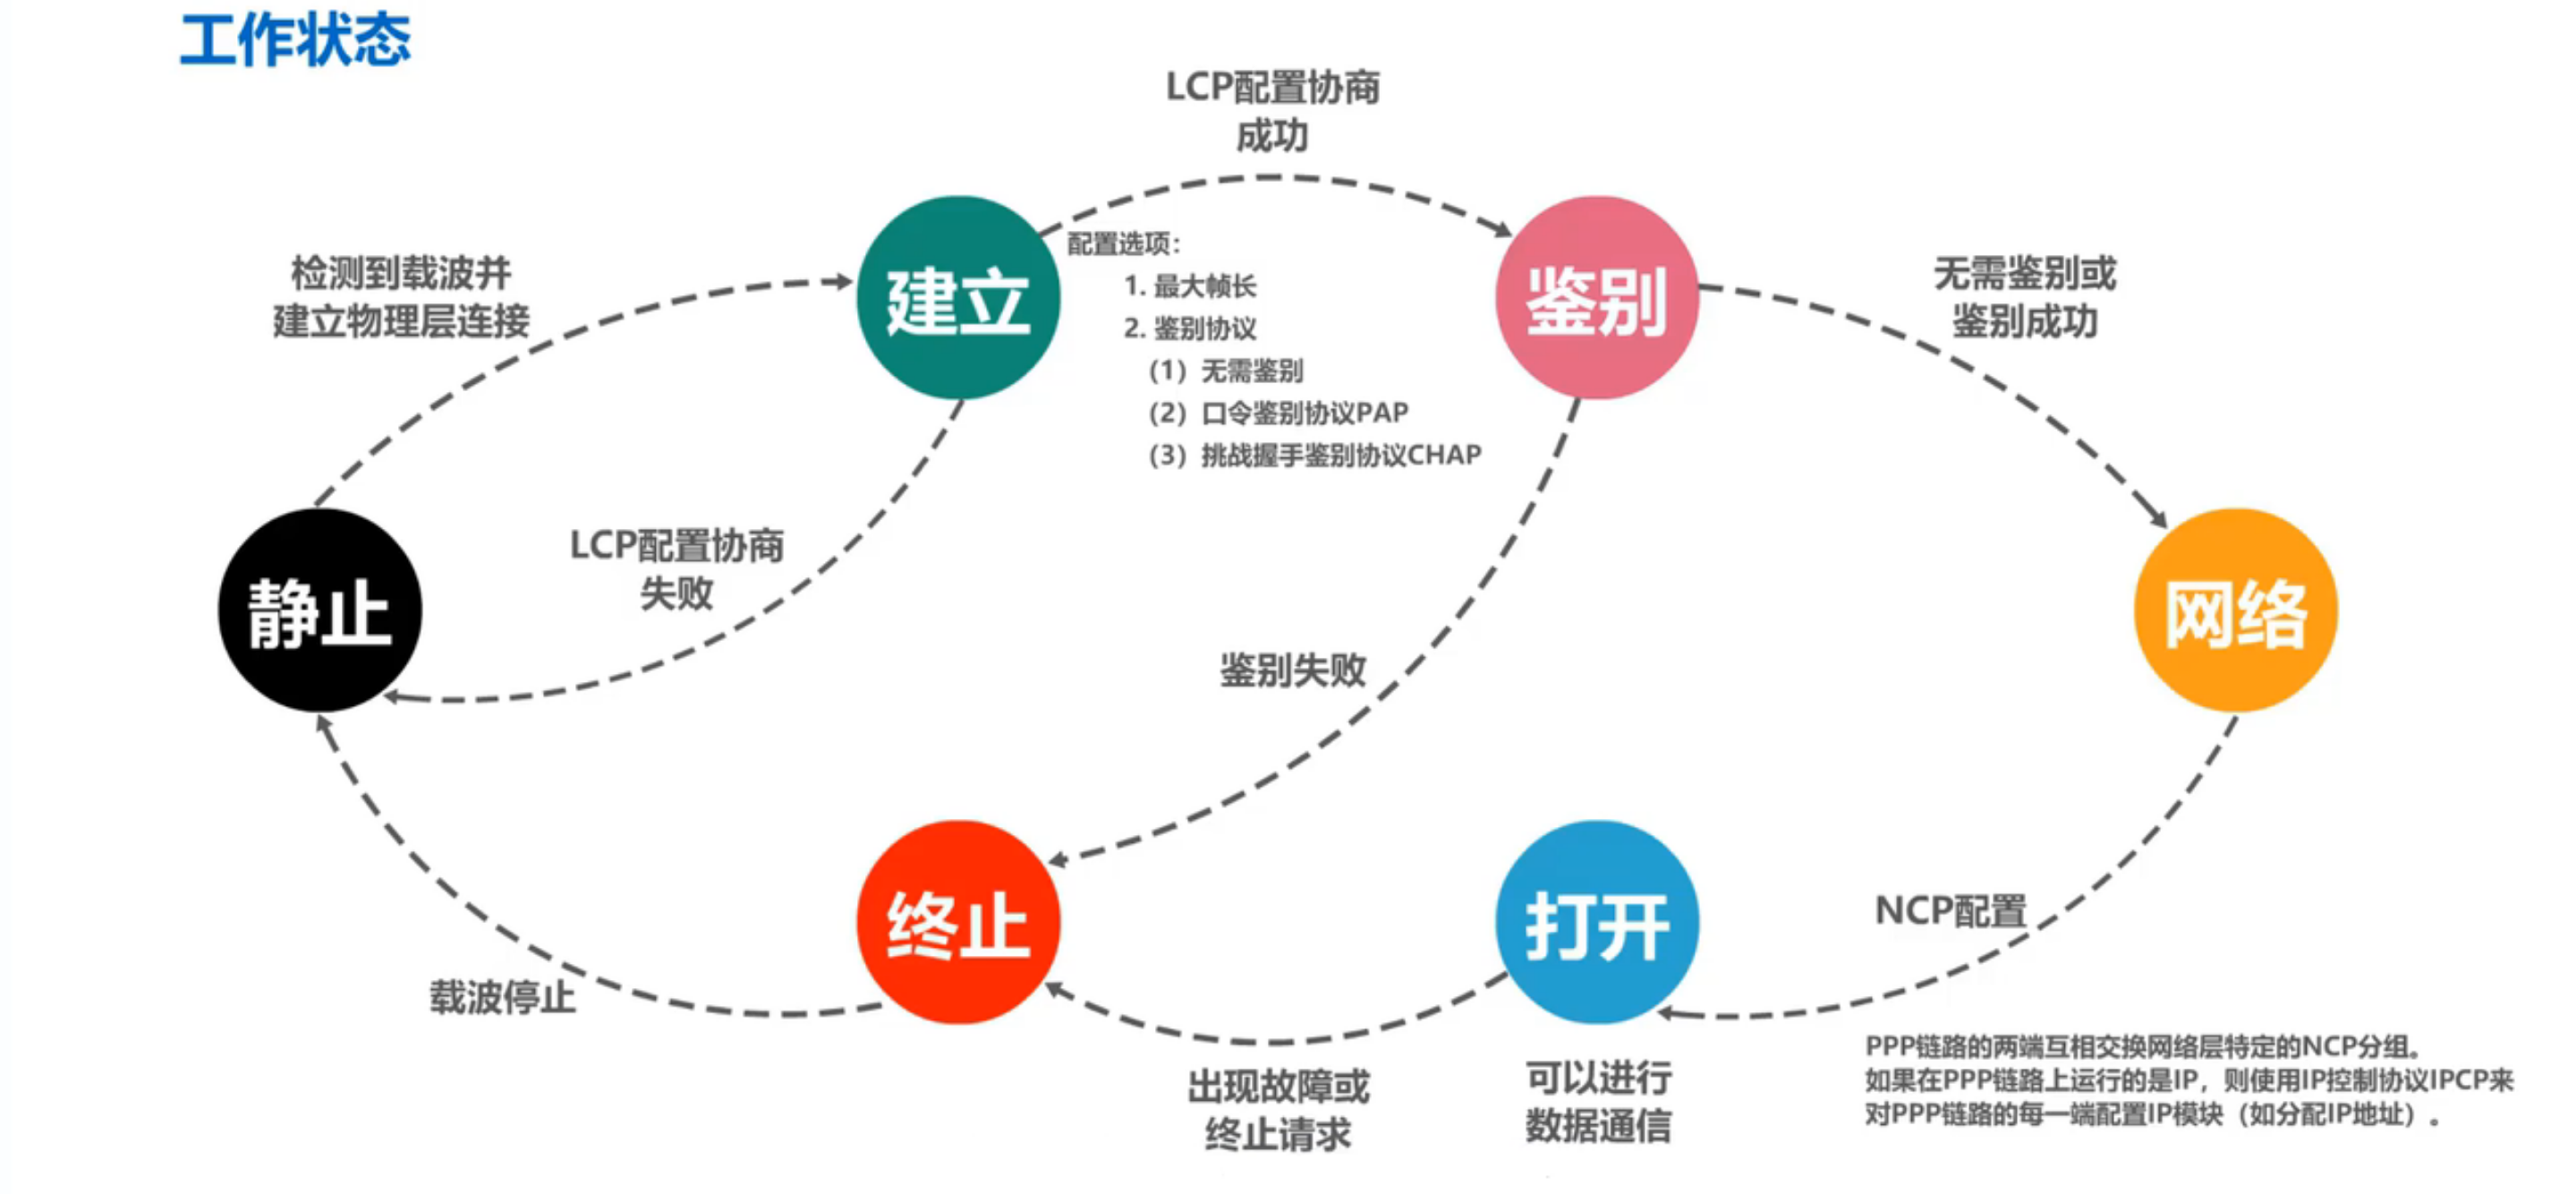 工作状态
LCP配置协商
成功
检测到载波并
建立物理层连接
建立
配置选项：
1. 最大帧长
2. 鉴别协议
（1）无需鉴别
（2）口令鉴别协议PAP
（3）挑战握手鉴别协议CHAP
鉴别
无需鉴别或
鉴别成功
静止
LCP配置协商
失败
网络
鉴别失败
终止
打开
NCP配置
载波停止
出现故障或
终止请求
可以进行
数据通信
PPP链路的两端互相交换网络层特定的NCP分组。
如果在PPP链路上运行的是IP，则使用IP控制协议IPCP来
对PPP链路的每一端配置IP模块（如分配IP地址）。